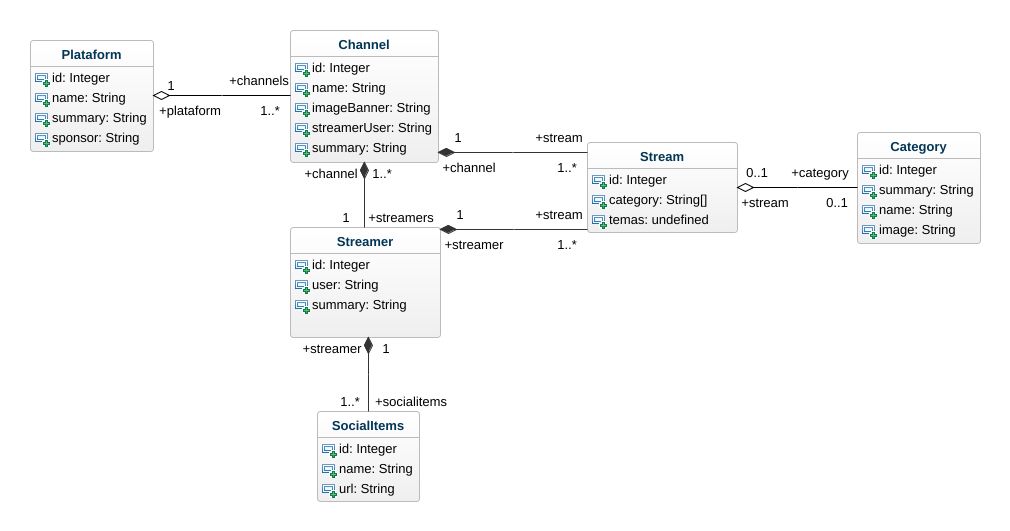 Plataform
id: Integer
name: String
summary: String
sponsor: String
1
+channels
+plataform
1..*
Channel
id: Integer
name: String
imageBanner: String
streamerUser: String
summary: String
1
+stream
+channel
1..*
+channel
1..*
1
+streamers
Stream
id: Integer
category: String[]
temas: undefined
0..1
+category
+stream
0..1
Category
id: Integer
summary: String
name: String
image: String
Streamer
id: Integer
user: String
summary: String
1
+stream
+streamer
1..*
+streamer
1
1..*
+socialitems
SocialItems
id: Integer
name: String
url: String